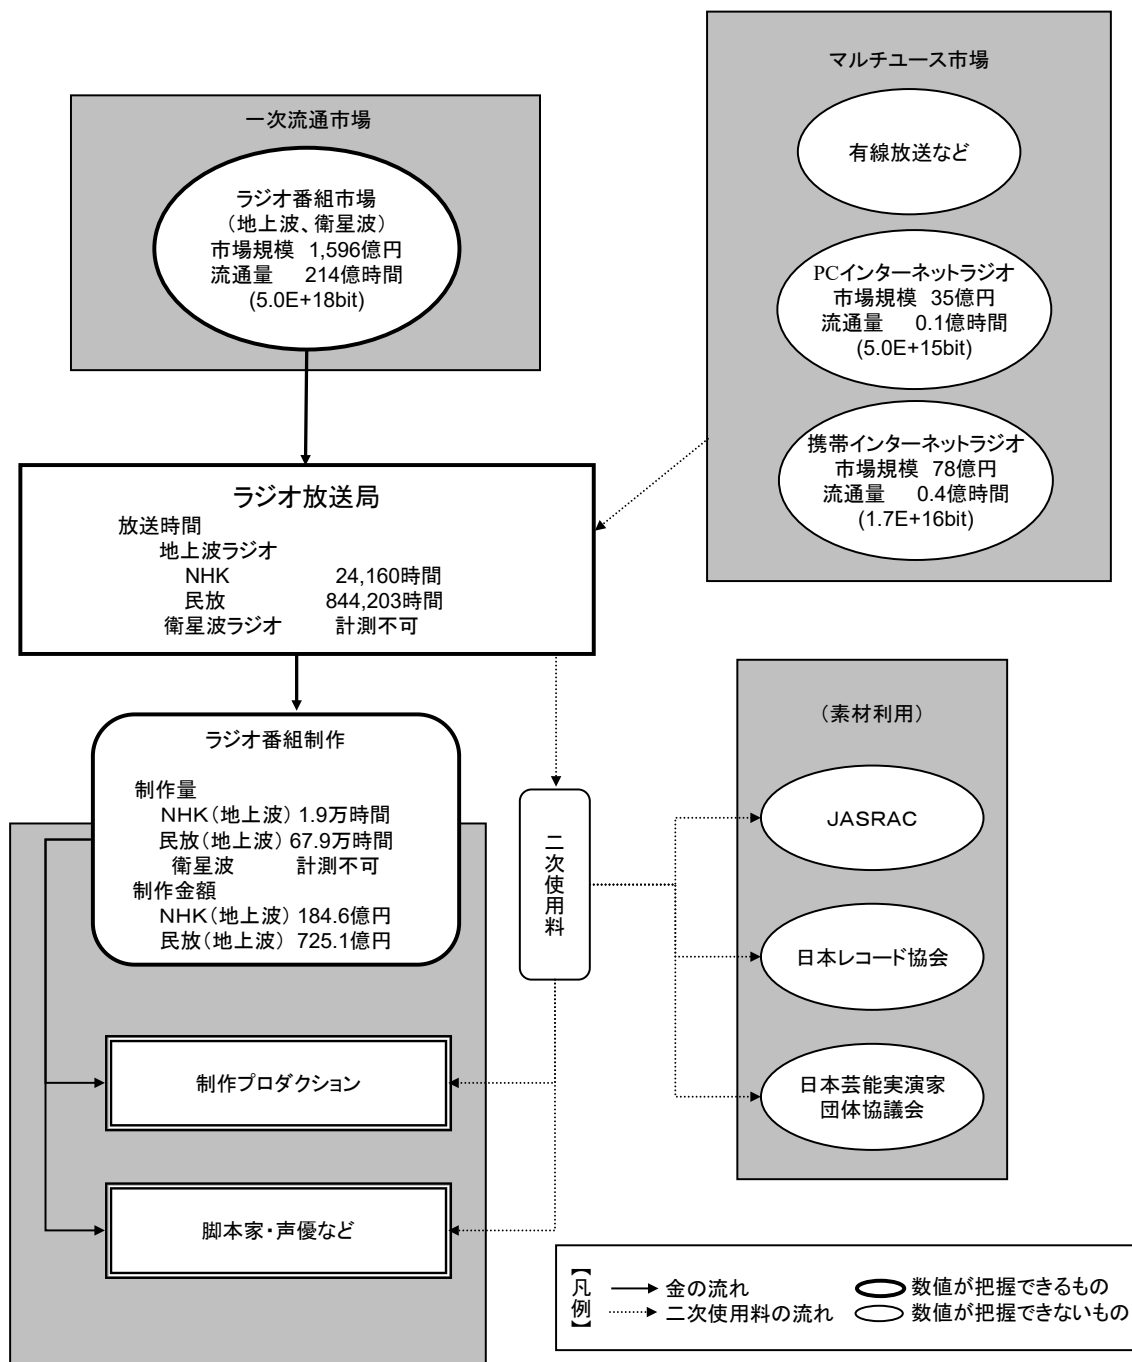 一次流通市場
ラジオ番組市場
（地上波、衛星波）
市場規模 1,596億円
流通量 214億時間
(5.0E+18bit)
マルチユース市場
有線放送など
PCインターネットラジオ
市場規模 35億円
流通量 0.1億時間
(5.0E+15bit)
携帯インターネットラジオ
市場規模 78億円
流通量 0.4億時間
(1.7E+16bit)
ラジオ放送局
放送時間
地上波ラジオ
NHK 24,160時間
民放 844,203時間
衛星波ラジオ 計測不可
ラジオ番組制作
制作量
NHK（地上波） 1.9万時間
民放（地上波） 67.9万時間
衛星波 計測不可
制作金額
NHK（地上波） 184.6億円
民放（地上波） 725.1億円
二次使用料
（素材利用）
JASRAC
日本レコード協会
日本芸能実演家
団体協議会
制作プロダクション
脚本家・声優など
【凡例】
金の流れ
二次使用料の流れ
数値が把握できるもの
数値が把握できないもの